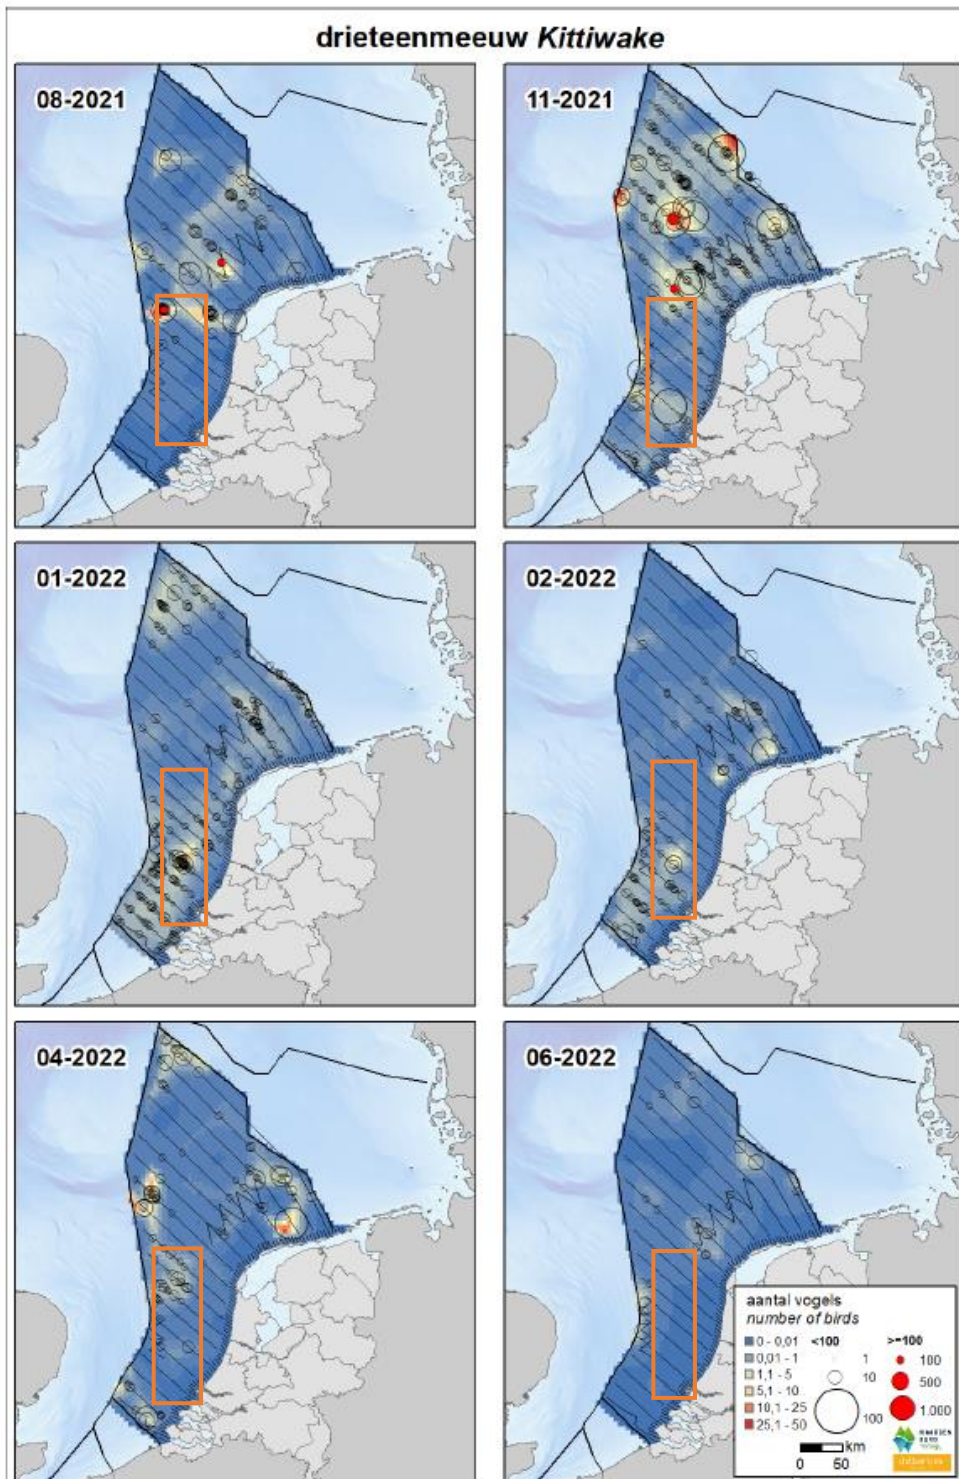 drieteenmeeuw Kittiwake
08-2021
11-2021
01-2022
02-2022
04-2022
06-2022
aantal vogels
number of birds
0 - 0,01 <100 >=100
0,01 - 1 1 100
1,1 - 5 10 500
5,1 - 10
10,1 - 25 100 1.000
25,1 - 50
km
0 50